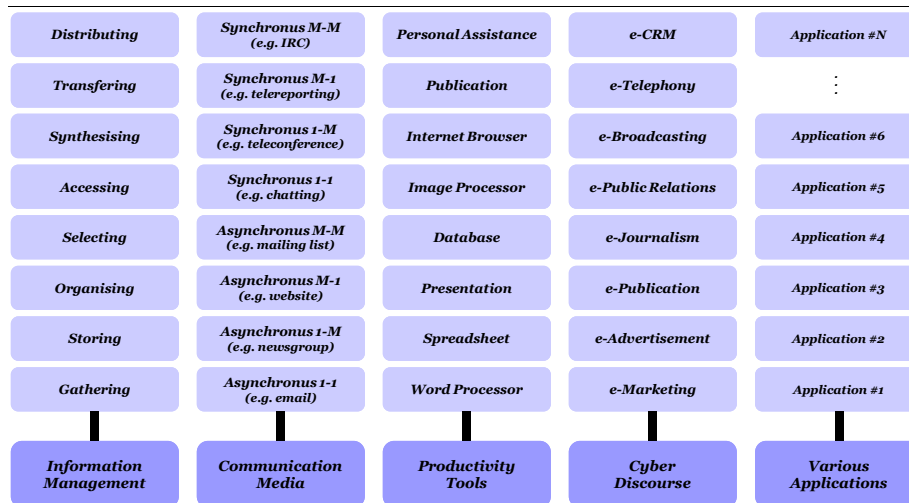 Distributing
Synchronus M-M
(e.g. IRC)
Personal Assistance
e-CRM
Application #N
Transfering
Synchronus M-1
(e.g. telereporting)
Publication
e-Telephony
⋮
Synthesising
Synchronus 1-M
(e.g. teleconference)
Internet Browser
e-Broadcasting
Application #6
Accessing
Synchronus 1-1
(e.g. chatting)
Image Processor
e-Public Relations
Application #5
Selecting
Asynchronus M-M
(e.g. mailing list)
Database
e-Journalism
Application #4
Organising
Asynchronus M-1
(e.g. website)
Presentation
e-Publication
Application #3
Storing
Asynchronus 1-M
(e.g. newsgroup)
Spreadsheet
e-Advertisement
Application #2
Gathering
Asynchronus 1-1
(e.g. email)
Word Processor
e-Marketing
Application #1
Information
Management
Communication
Media
Productivity
Tools
Cyber
Discourse
Various
Applications